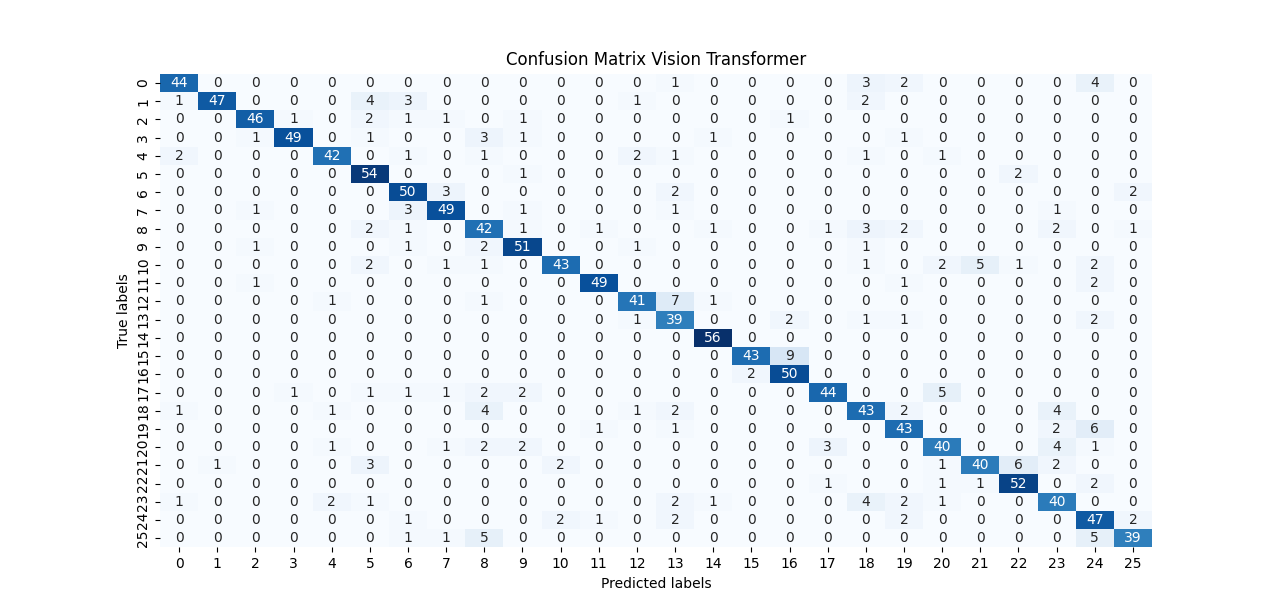 Confusion Matrix Vision Transformer
True labels
0 44 0 0 0 0 0 0 0 0 0 0 0 0 1 0 0 0 0 3 2 0 0 0 0 4 0
1 1 47 0 0 0 4 3 0 0 0 0 0 1 0 0 0 0 0 2 0 0 0 0 0 0 0
2 0 0 46 1 0 2 1 1 0 1 0 0 0 0 0 0 1 0 0 0 0 0 0 0 0 0
3 0 0 1 49 0 1 0 0 3 1 0 0 0 0 1 0 0 0 0 1 0 0 0 0 0 0
4 2 0 0 0 42 0 1 0 1 0 0 0 2 1 0 0 0 0 1 0 1 0 0 0 0 0
5 0 0 0 0 0 54 0 0 0 1 0 0 0 0 0 0 0 0 0 0 0 0 2 0 0 0
6 0 0 0 0 0 0 50 3 0 0 0 0 0 2 0 0 0 0 0 0 0 0 0 0 0 2
7 0 0 1 0 0 0 3 49 0 1 0 0 0 1 0 0 0 0 0 0 0 0 0 1 0 0
8 0 0 0 0 0 2 1 0 42 1 0 1 0 0 1 0 0 1 3 2 0 0 0 2 0 1
9 0 0 1 0 0 0 1 0 2 51 0 0 1 0 0 0 0 0 1 0 0 0 0 0 0 0
10 0 0 0 0 0 2 0 1 1 0 43 0 0 0 0 0 0 0 1 0 2 5 1 0 2 0
11 0 0 1 0 0 0 0 0 0 0 0 49 0 0 0 0 0 0 0 1 0 0 0 0 2 0
12 0 0 0 0 1 0 0 0 1 0 0 0 41 7 1 0 0 0 0 0 0 0 0 0 0 0
13 0 0 0 0 0 0 0 0 0 0 0 0 1 39 0 0 2 0 1 1 0 0 0 0 2 0
14 0 0 0 0 0 0 0 0 0 0 0 0 0 0 56 0 0 0 0 0 0 0 0 0 0 0
15 0 0 0 0 0 0 0 0 0 0 0 0 0 0 0 43 9 0 0 0 0 0 0 0 0 0
16 0 0 0 0 0 0 0 0 0 0 0 0 0 0 0 2 50 0 0 0 0 0 0 0 0 0
17 0 0 0 1 0 1 1 1 2 2 0 0 0 0 0 0 0 44 0 0 5 0 0 0 0 0
18 1 0 0 0 1 0 0 0 4 0 0 0 1 2 0 0 0 0 43 2 0 0 0 4 0 0
19 0 0 0 0 0 0 0 0 0 0 0 1 0 1 0 0 0 0 0 43 0 0 0 2 6 0
20 0 0 0 0 1 0 0 1 2 2 0 0 0 0 0 0 0 3 0 0 40 0 0 4 1 0
21 0 1 0 0 0 3 0 0 0 0 2 0 0 0 0 0 0 0 0 0 1 40 6 2 0 0
22 0 0 0 0 0 0 0 0 0 0 0 0 0 0 0 0 0 1 0 0 1 1 52 0 2 0
23 1 0 0 0 2 1 0 0 0 0 0 0 0 2 1 0 0 0 4 2 1 0 0 40 0 0
24 0 0 0 0 0 0 1 0 0 0 2 1 0 2 0 0 0 0 0 2 0 0 0 0 47 2
25 0 0 0 0 0 0 1 1 5 0 0 0 0 0 0 0 0 0 0 0 0 0 0 0 5 39
0 1 2 3 4 5 6 7 8 9 10 11 12 13 14 15 16 17 18 19 20 21 22 23 24 25
Predicted labels